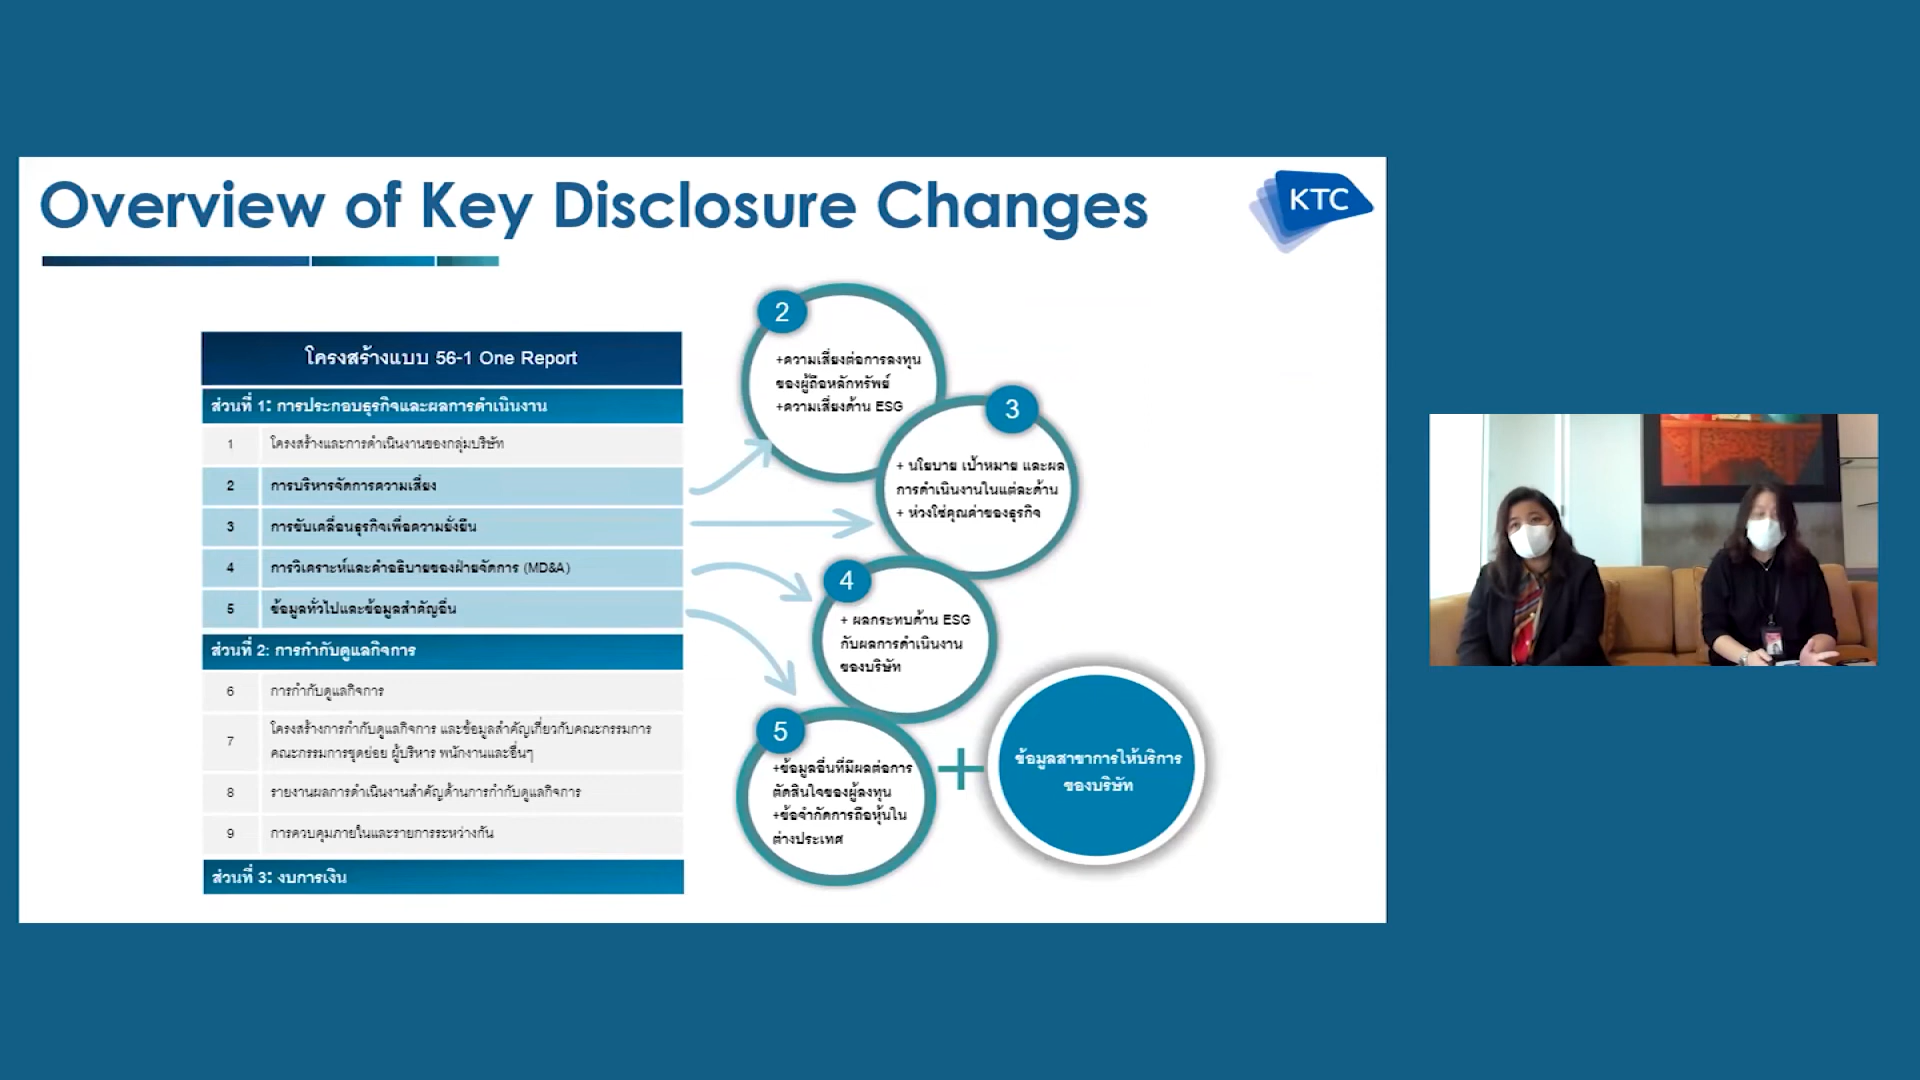 Overview of Key Disclosure Changes
KTC
โครงสร้างแบบ 56-1 One Report
ส่วนที่ 1: การประกอบธุรกิจและผลการดำเนินงาน
1 โครงสร้างและการดำเนินงานของกลุ่มบริษัท
2 การบริหารจัดการความเสี่ยง
3 การขับเคลื่อนธุรกิจเพื่อความยั่งยืน
4 การวิเคราะห์และคำอธิบายของฝ่ายจัดการ (MD&A)
5 ข้อมูลทั่วไปและข้อมูลสำคัญอื่น
ส่วนที่ 2: การกำกับดูแลกิจการ
6 การกำกับดูแลกิจการ
7 โครงสร้างการกำกับดูแลกิจการ และข้อมูลสำคัญเกี่ยวกับคณะกรรมการ
คณะกรรมการชุดย่อย ผู้บริหาร พนักงานและอื่นๆ
8 รายงานผลการดำเนินงานสำคัญด้านการกำกับดูแลกิจการ
9 การควบคุมภายในและรายการระหว่างกัน
ส่วนที่ 3: งบการเงิน
2
+ความเสี่ยงต่อการลงทุน
ของผู้ถือหลักทรัพย์
+ความเสี่ยงด้าน ESG
3
+ นโยบาย เป้าหมาย และผล
การดำเนินงานในแต่ละด้าน
+ ห่วงโซ่คุณค่าของธุรกิจ
4
+ ผลกระทบด้าน ESG
กับผลการดำเนินงาน
ของบริษัท
5
+ข้อมูลอื่นที่มีผลต่อการ
ตัดสินใจของผู้ลงทุน
+ข้อจำกัดการถือหุ้นใน
ต่างประเทศ
+
ข้อมูลสาขาการให้บริการ
ของบริษัท